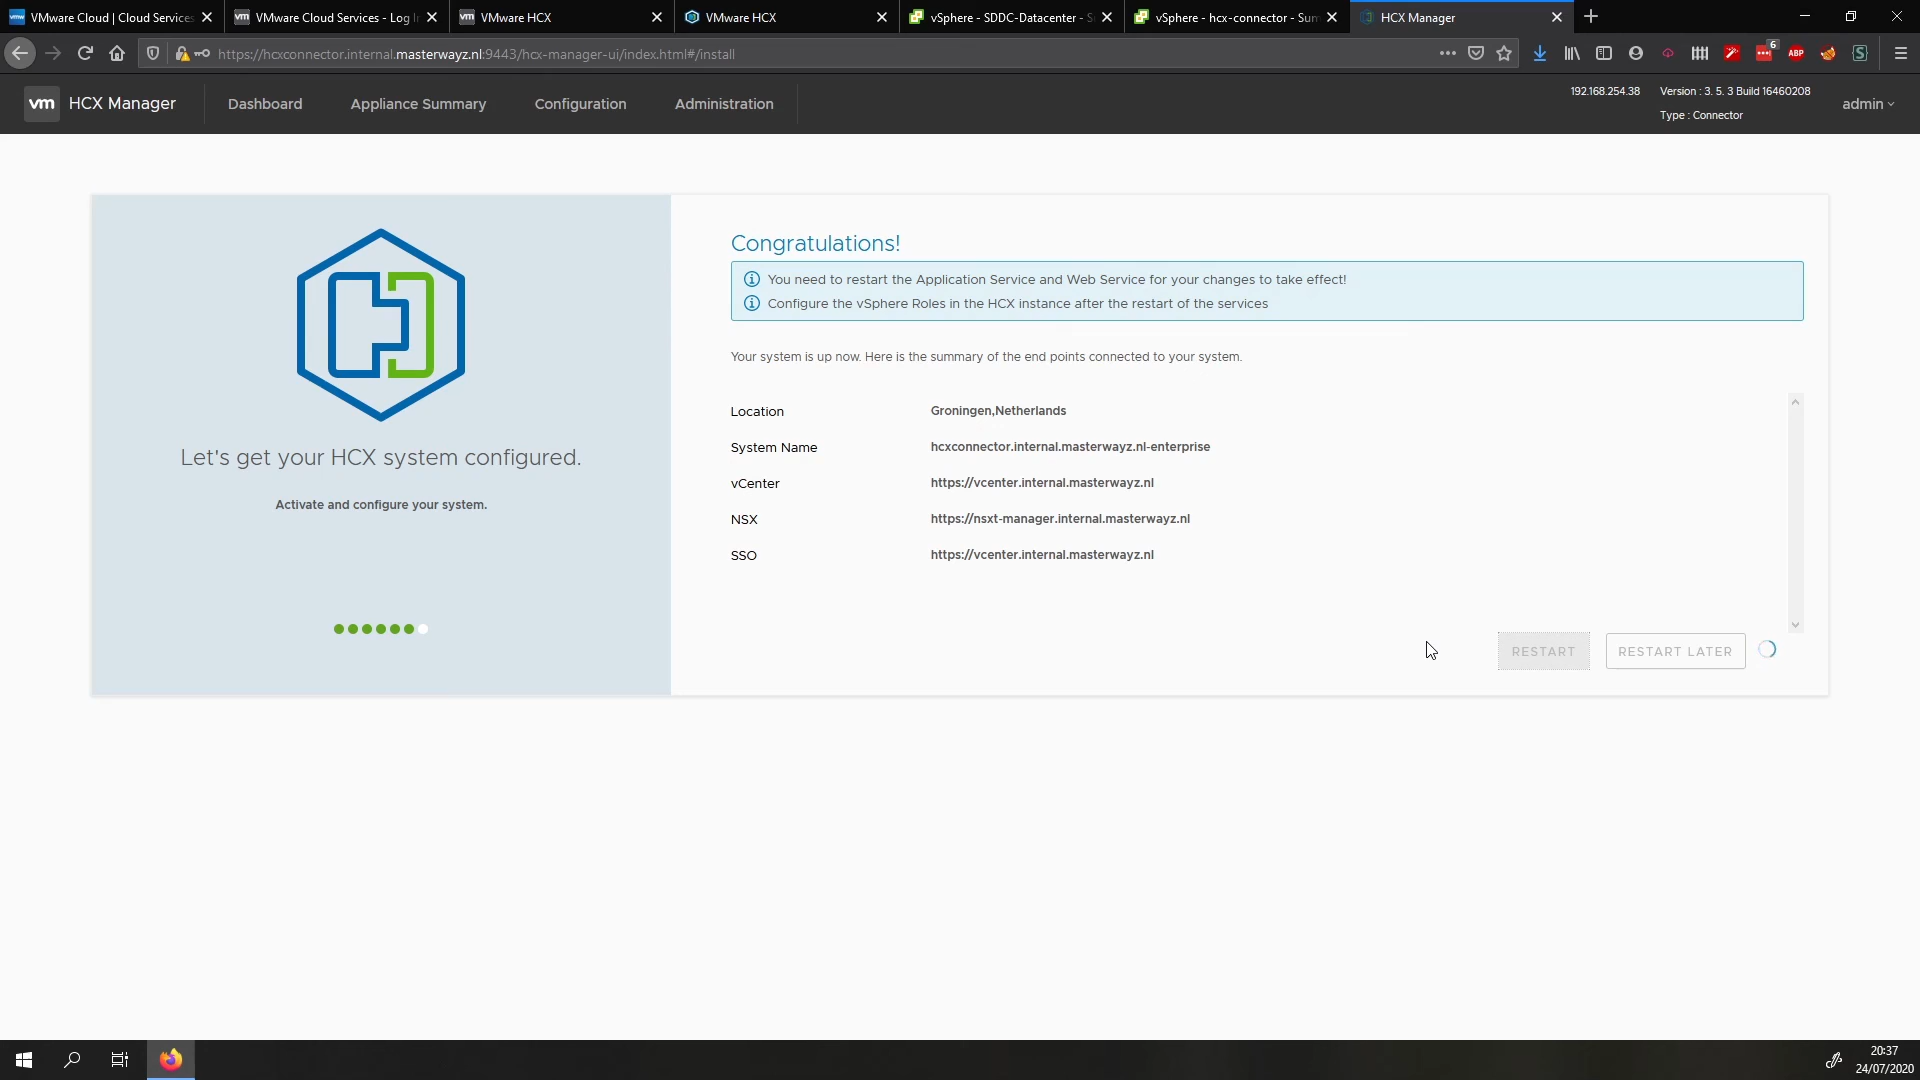 VMware Cloud | Cloud Services
VMware Cloud Services - Log I
VMware HCX
VMware HCX
vSphere - SDDC-Datacenter - S
vSphere - hcx-connector - Sum
HCX Manager
https://hcxconnector.internal.masterwayz.nl:9443/hcx-manager-ui/index.html#/install
6
ABP
vm HCX Manager
Dashboard
Appliance Summary
Configuration
Administration
192.168.254.38
Version : 3. 5. 3 Build 16460208
Type : Connector
admin
Let's get your HCX system configured.
Activate and configure your system.
Congratulations!
You need to restart the Application Service and Web Service for your changes to take effect!
Configure the vSphere Roles in the HCX instance after the restart of the services
Your system is up now. Here is the summary of the end points connected to your system.
Location Groningen,Netherlands
System Name hcxconnector.internal.masterwayz.nl-enterprise
vCenter https://vcenter.internal.masterwayz.nl
NSX https://nsxt-manager.internal.masterwayz.nl
SSO https://vcenter.internal.masterwayz.nl
RESTART
RESTART LATER
20:37
24/07/2020